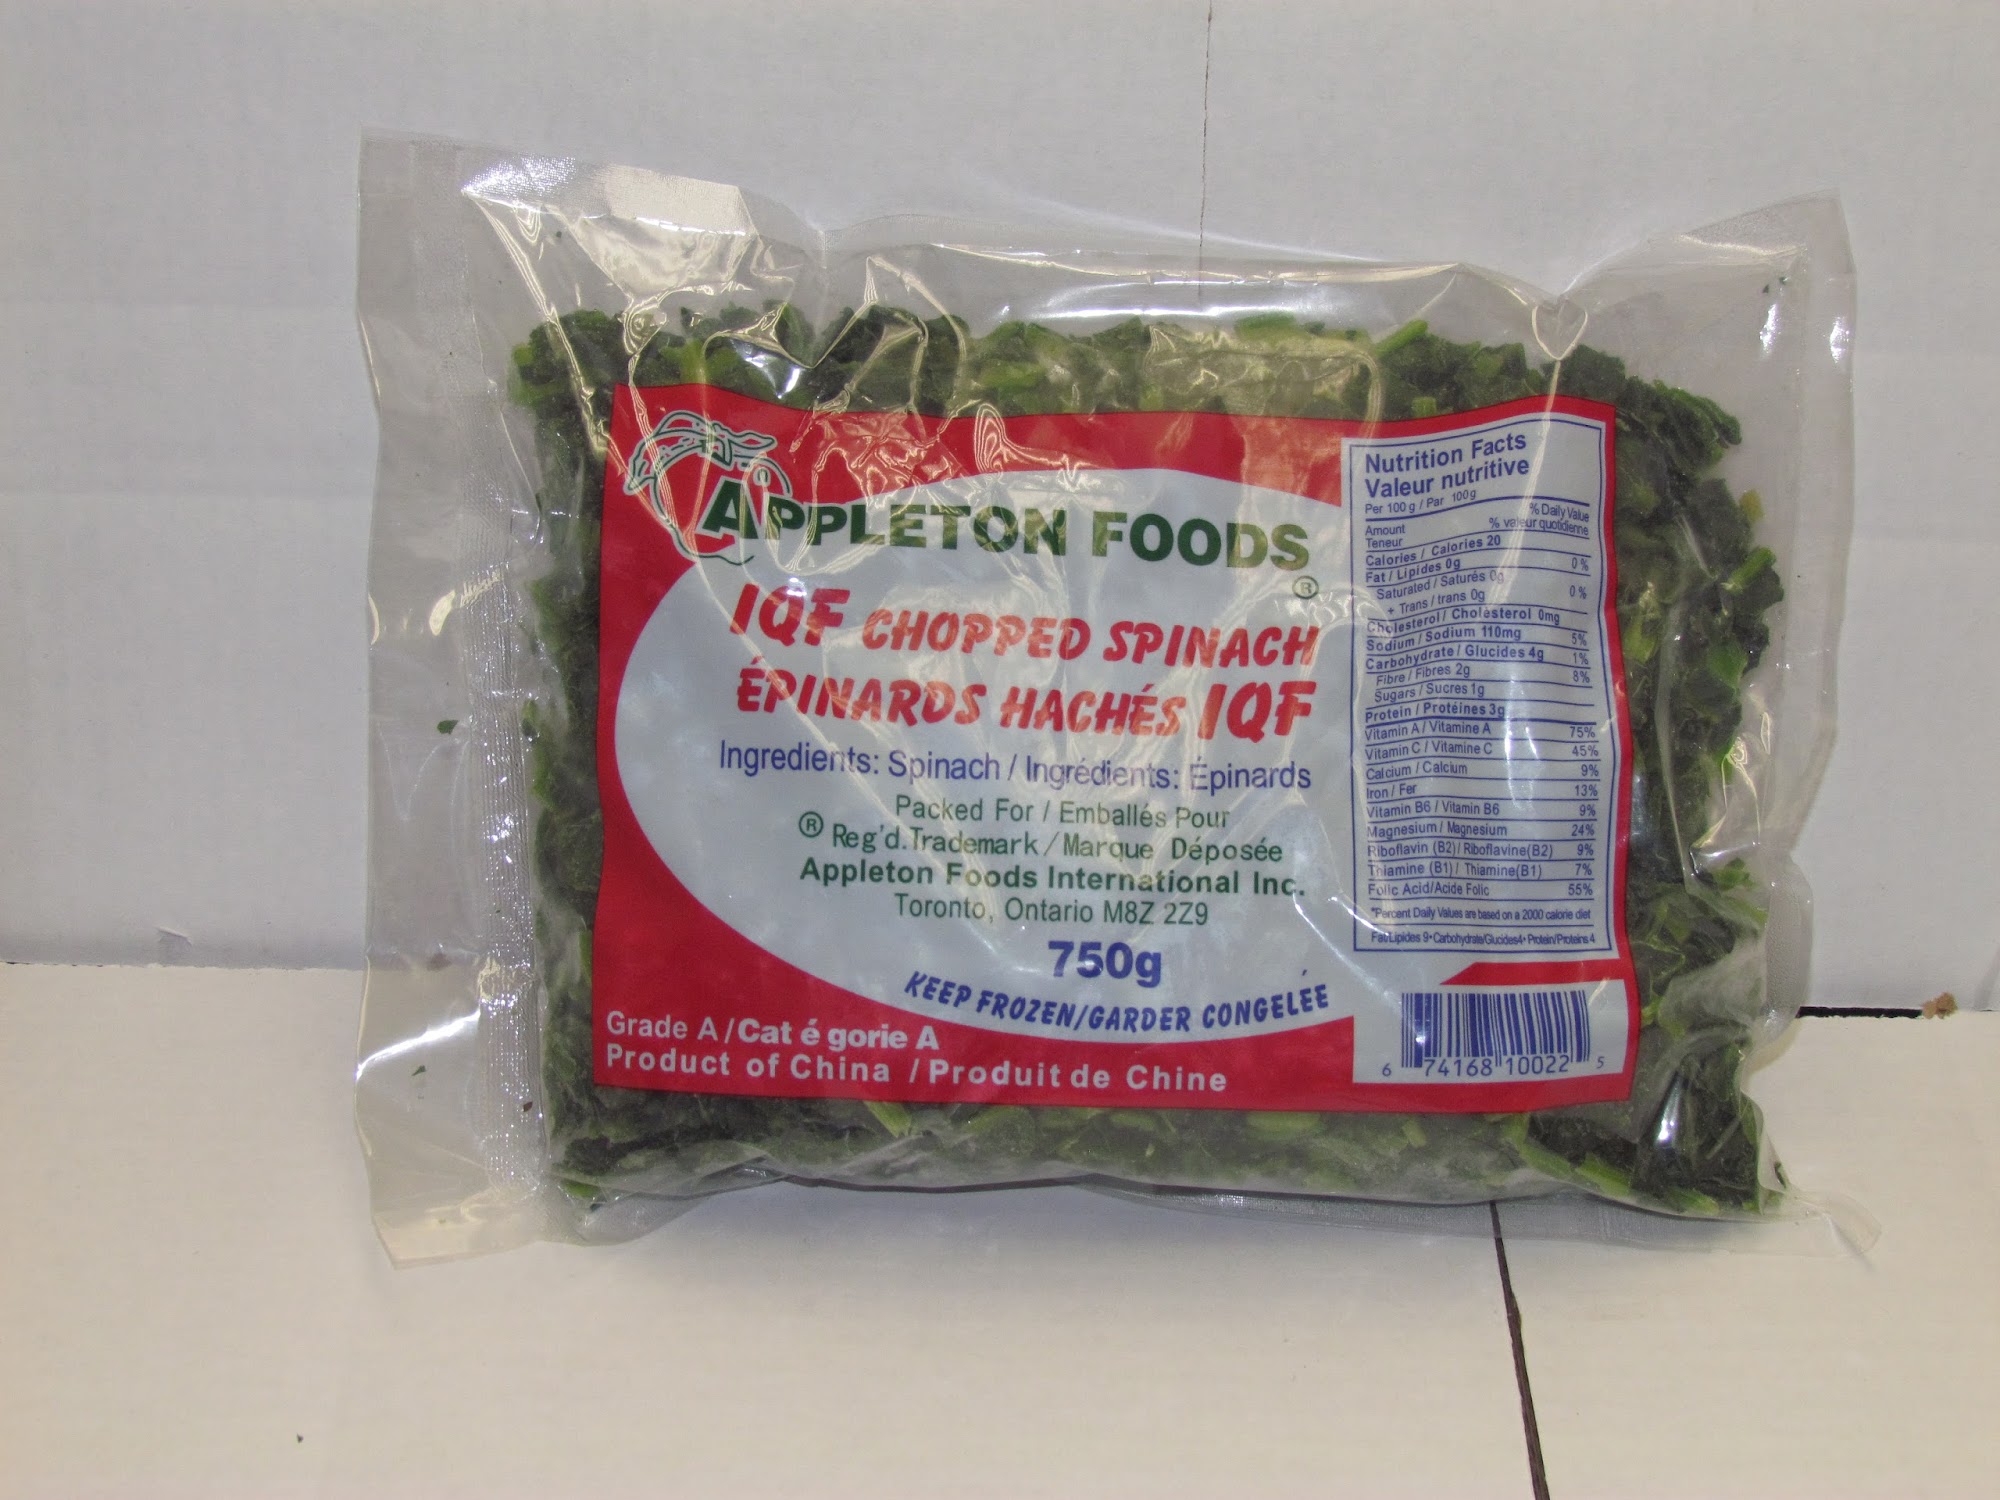 APPLETON FOODS
®
IQF CHOPPED SPINACH
ÉPINARDS HACHÉS IQF
Ingredients: Spinach / Ingrédients: Épinards
Packed For / Emballés Pour
® Reg'd.Trademark / Marque Déposée
Appleton Foods International Inc.
Toronto, Ontario M8Z 2Z9
750g
KEEP FROZEN/GARDER CONGELÉE
Grade A / Cat é gorie A
Product of China / Produit de Chine
Nutrition Facts
Valeur nutritive
Per 100 g / Par 100g
Amount % Daily Value
Teneur % valeur quotidienne
Calories / Calories 20
Fat / Lipides 0g 0 %
Saturated / Saturés 0g
+ Trans / trans 0g 0 %
Cholesterol / Cholesterol 0mg
Sodium / Sodium 110mg 5%
Carbohydrate / Glucides 4g 1%
Fibre / Fibres 2g 8%
Sugars / Sucres 1g
Protein / Protéines 3g
Vitamin A / Vitamine A 75%
Vitamin C / Vitamine C 45%
Calcium / Calcium 9%
Iron / Fer 13%
Vitamin B6 / Vitamin B6 9%
Magnesium / Magnesium 24%
Riboflavin (B2) / Riboflavine(B2) 9%
Thiamine (B1) / Thiamine(B1) 7%
Folic Acid/Acide Folic 55%
*Percent Daily Values are based on a 2000 calorie diet
Fat/Lipides 9• Carbohydrate/Glucides4• Protein/Proteins 4
6 74168 10022 5